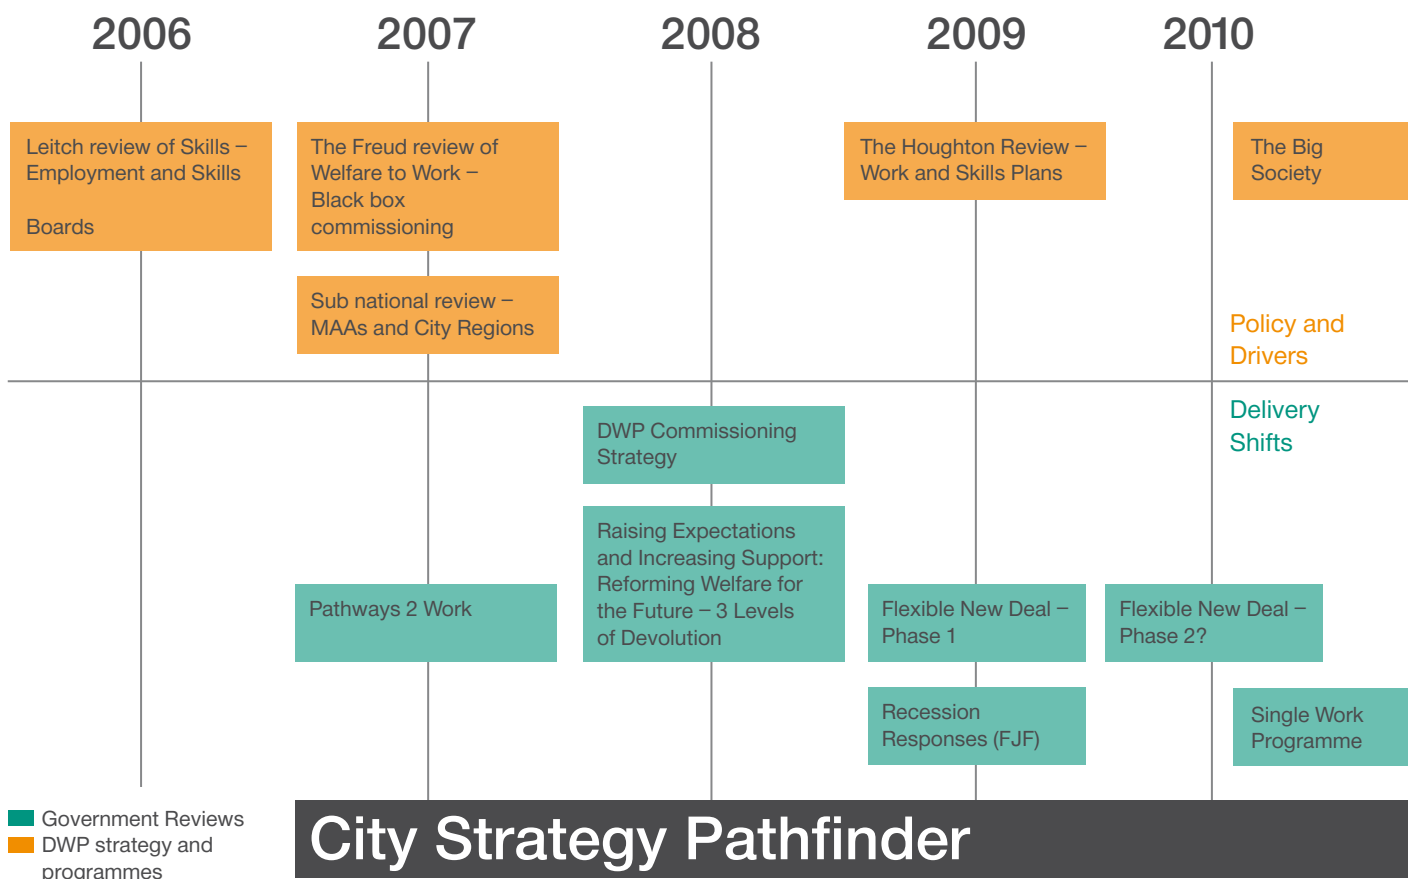 2006
2007
2008
2009
2010
Leitch review of Skills –
Employment and Skills
Boards
The Freud review of
Welfare to Work –
Black box
commissioning
The Houghton Review –
Work and Skills Plans
The Big
Society
Sub national review –
MAAs and City Regions
Policy and
Drivers
Delivery
Shifts
DWP Commissioning
Strategy
Raising Expectations
and Increasing Support:
Reforming Welfare for
the Future – 3 Levels
of Devolution
Pathways 2 Work
Flexible New Deal –
Phase 1
Flexible New Deal –
Phase 2?
Recession
Responses (FJF)
Single Work
Programme
Government Reviews
DWP strategy and
programmes
City Strategy Pathfinder